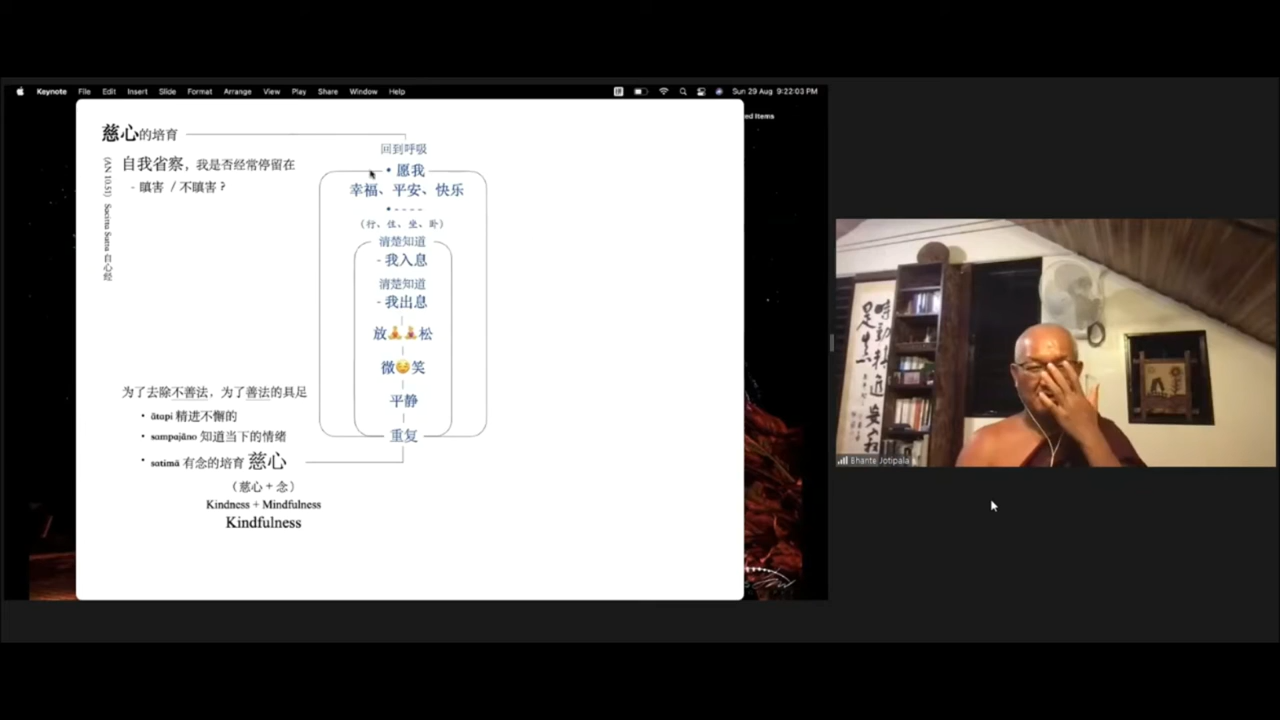 Keynote File Edit Insert Slide Format Arrange View Play Share Window Help
Sun 29 Aug 9:22:03 PM
ed Items
慈心的培育
自我省察，我是否经常停留在
- 瞋害 / 不瞋害？
(AN 10.51) Sacitta Sutta 自心经
回到呼吸
• 愿我
幸福、平安、快乐
• - - - -
（行、住、坐、卧）
清楚知道
- 我入息
清楚知道
- 我出息
放🧘🧘松
微☺️笑
平静
重复
为了去除不善法，为了善法的具足
• ātapi 精进不懈的
• sampajāno 知道当下的情绪
• satimā 有念的培育 慈心
（慈心 + 念）
Kindness + Mindfulness
Kindfulness
Bhante Jotipala